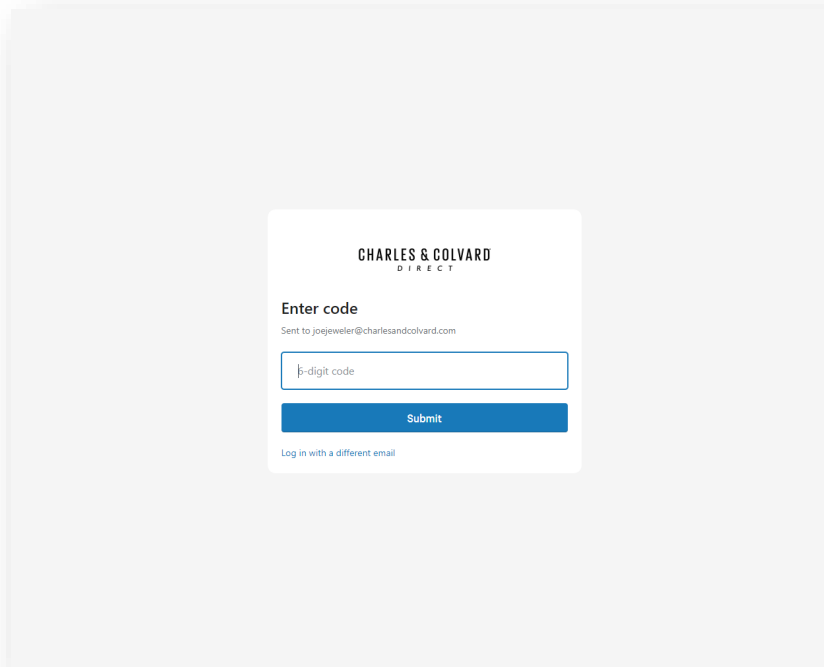 CHARLES & COLVARD
DIRECT
Enter code
Sent to joejeweler@charlesandcolvard.com
6-digit code
Submit
Log in with a different email